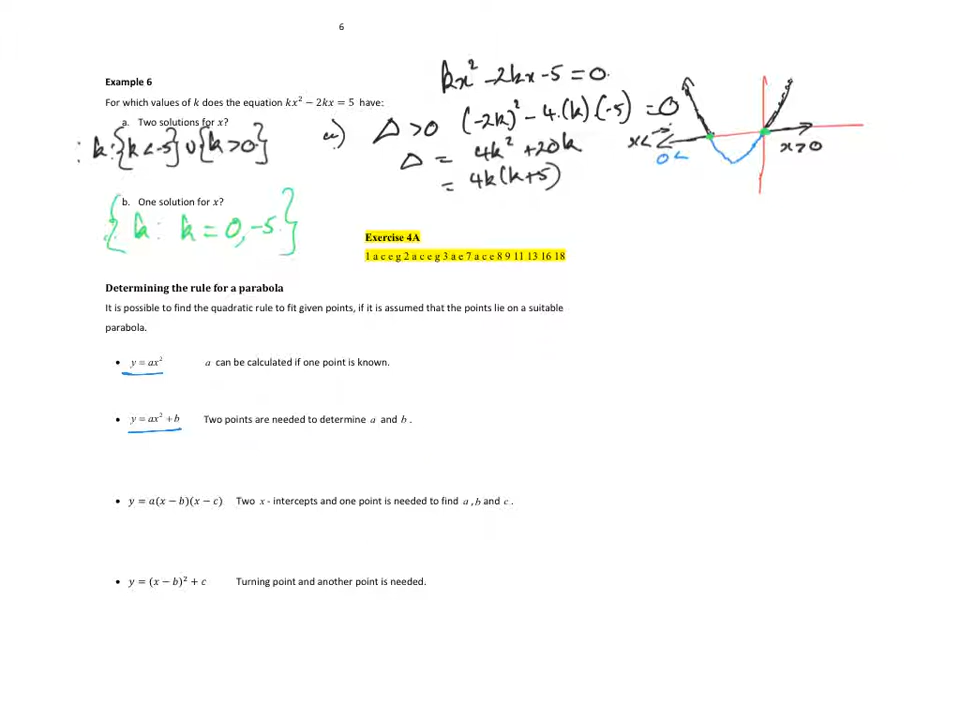 6
Example 6
For which values of k does the equation kx² − 2kx = 5 have:
a. Two solutions for x?
: k:{k<-5}∪{k>0}
b. One solution for x?
{k: k=0,-5}
kx² -2kx -5 =0
a) Δ>0 (-2k)² - 4.(k)(-5) =0
Δ = 4k² +20k
= 4k(k+5)
x<
0<
x>0
Exercise 4A
1 a c e g 2 a c e g 3 a e 7 a c e 8 9 11 13 16 18
Determining the rule for a parabola
It is possible to find the quadratic rule to fit given points, if it is assumed that the points lie on a suitable
parabola.
• y = ax² a can be calculated if one point is known.
• y = ax² + b Two points are needed to determine a and b .
• y = a(x − b)(x − c) Two x - intercepts and one point is needed to find a , b and c .
• y = (x − b)² + c Turning point and another point is needed.